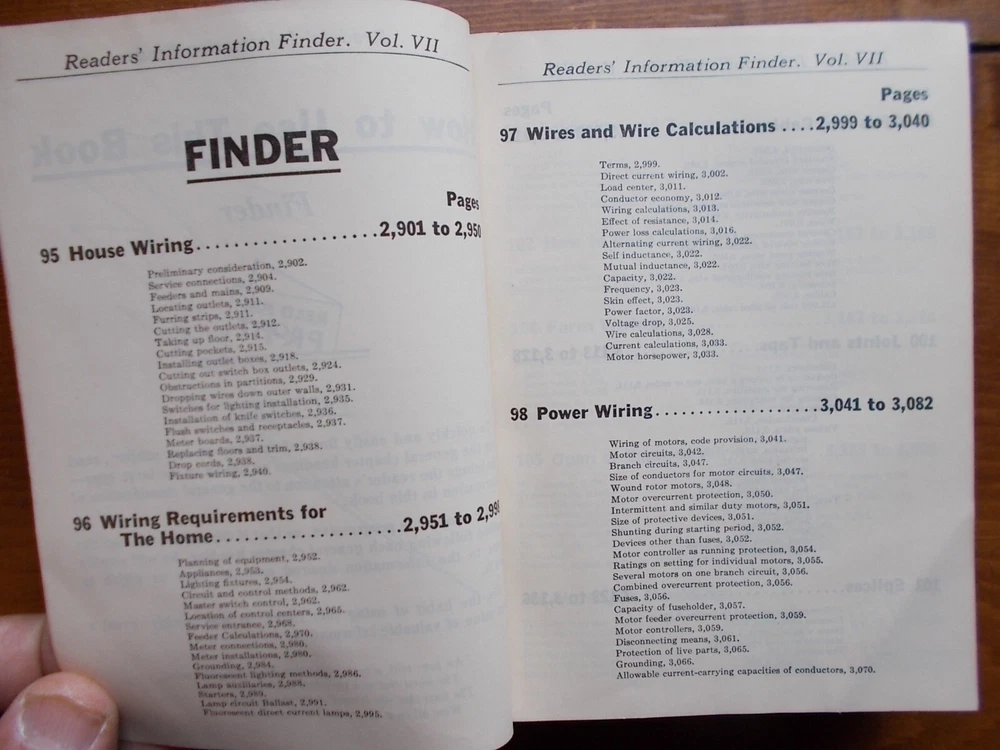 Readers' Information Finder. Vol. VII
FINDER
Pages
95 House Wiring...................2,901 to 2,950
Preliminary consideration, 2,902.
Service connections, 2,904.
Feeders and mains, 2,909.
Locating outlets, 2,911.
Furring strips, 2,911.
Cutting the outlets, 2,912.
Taking up floor, 2,914.
Cutting pockets, 2,915.
Installing outlet boxes, 2,918.
Cutting out switch box outlets, 2,924.
Obstructions in partitions, 2,929.
Dropping wires down outer walls, 2,931.
Switches for lighting installation, 2,935.
Installation of knife switches, 2,936.
Flush switches and receptacles, 2,937.
Meter boards, 2,937.
Replacing floors and trim, 2,938.
Drop cords, 2,938.
Fixture wiring, 2,940.
96 Wiring Requirements for
The Home...................2,951 to
Planning of equipment, 2,952.
Appliances, 2,953.
Lighting fixtures, 2,954.
Circuit and control methods, 2,962.
Master switch control, 2,962.
Location of control centers, 2,965.
Service entrance, 2,968.
Feeder Calculations, 2,970.
Meter connections, 2,980.
Meter installations, 2,980.
Grounding, 2,984.
Fluorescent lighting methods, 2,986.
Lamp auxiliaries, 2,988.
Starters, 2,989.
Lamp circuit Ballast, 2,991.
Fluorescent direct current lamps, 2,995.
Readers' Information Finder. Vol. VII
Pages
97 Wires and Wire Calculations ....2,999 to 3,040
Terms, 2,999.
Direct current wiring, 3,002.
Load center, 3,011.
Conductor economy, 3,012.
Wiring calculations, 3,013.
Effect of resistance, 3,014.
Power loss calculations, 3,016.
Alternating current wiring, 3,022.
Self inductance, 3,022.
Mutual inductance, 3,022.
Capacity, 3,022.
Frequency, 3,023.
Skin effect, 3,023.
Power factor, 3,023.
Voltage drop, 3,025.
Wire calculations, 3,028.
Current calculations, 3,033.
Motor horsepower, 3,033.
98 Power Wiring...................3,041 to 3,082
Wiring of motors, code provision, 3,041.
Motor circuits, 3,042.
Branch circuits, 3,047.
Size of conductors for motor circuits, 3,047.
Wound rotor motors, 3,048.
Motor overcurrent protection, 3,050.
Intermittent and similar duty motors, 3,051.
Size of protective devices, 3,051.
Shunting during starting period, 3,052.
Devices other than fuses, 3,052.
Motor controller as running protection, 3,054.
Ratings on setting for individual motors, 3,055.
Several motors on one branch circuit, 3,056.
Combined overcurrent protection, 3,056.
Fuses, 3,056.
Capacity of fuseholder, 3,057.
Motor feeder overcurrent protection, 3,059.
Motor controllers, 3,059.
Disconnecting means, 3,061.
Protection of live parts, 3,065.
Grounding, 3,066.
Allowable current-carrying capacities of conductors, 3,070.